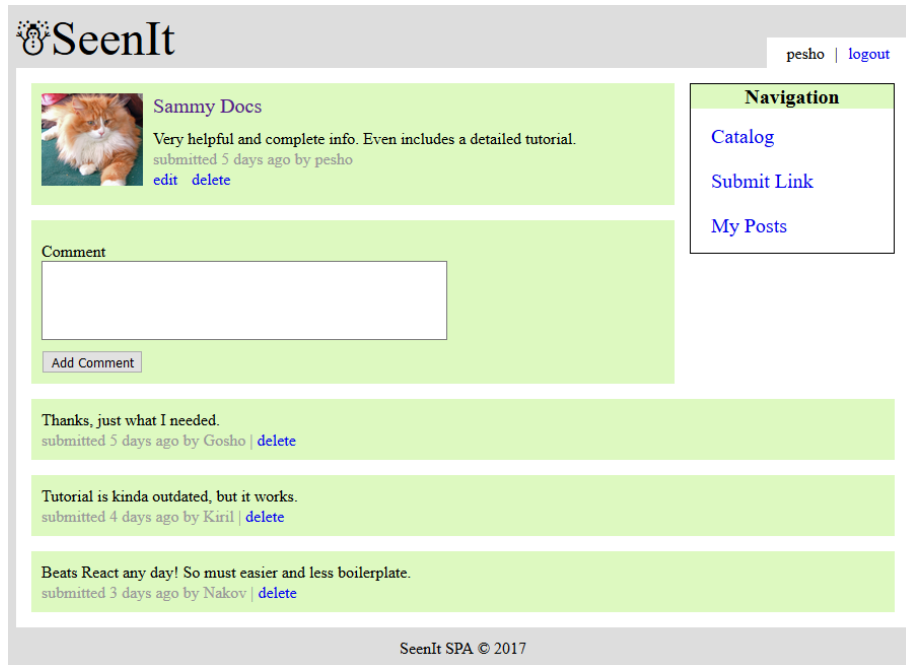 ☃SeenIt
pesho | logout
Sammy Docs
Very helpful and complete info. Even includes a detailed tutorial.
submitted 5 days ago by pesho
edit delete
Navigation
Catalog
Submit Link
My Posts
Comment
Add Comment
Thanks, just what I needed.
submitted 5 days ago by Gosho | delete
Tutorial is kinda outdated, but it works.
submitted 4 days ago by Kiril | delete
Beats React any day! So must easier and less boilerplate.
submitted 3 days ago by Nakov | delete
SeenIt SPA © 2017